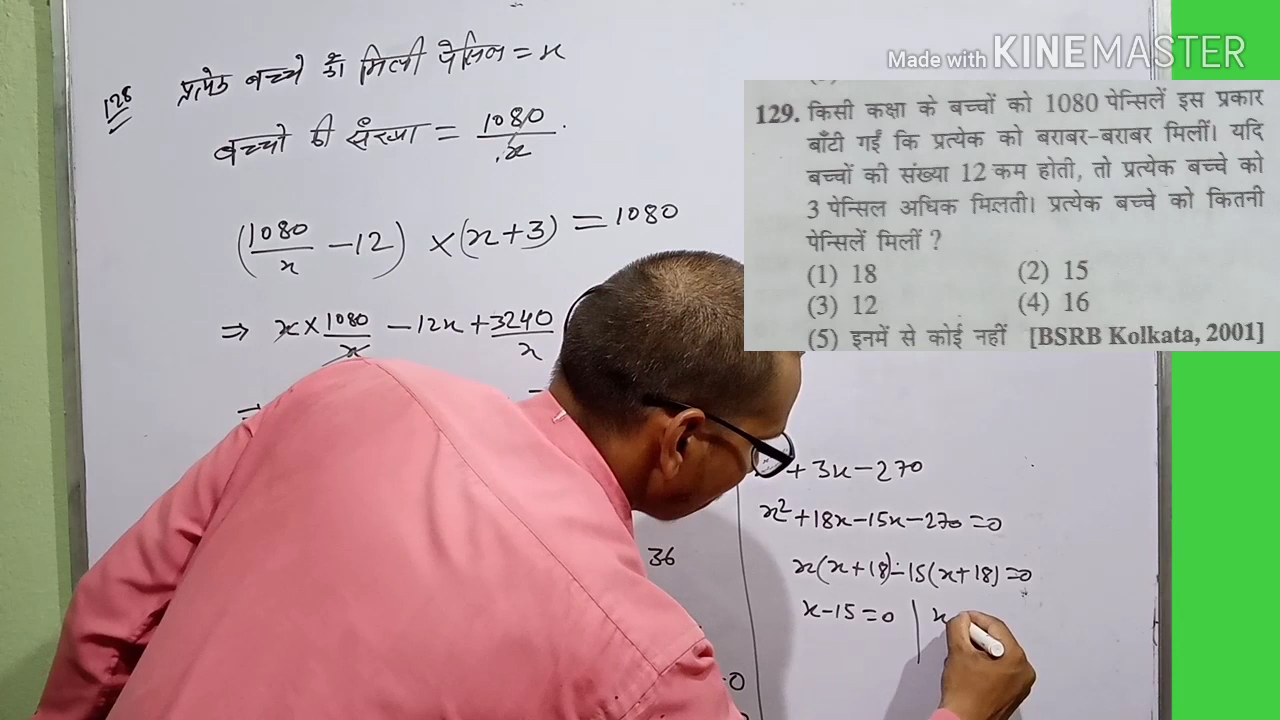 Made with KINEMASTER
128
प्रत्येक बच्चे को मिली पेंसिल = x
बच्चो की संख्या = 1080/x
(1080/x - 12) × (x+3) = 1080
⇒ x × 1080/x - 12x + 3240/x
⇒
36
0
129. किसी कक्षा के बच्चों को 1080 पेन्सिलें इस प्रकार
बाँटी गईं कि प्रत्येक को बराबर-बराबर मिलीं। यदि
बच्चों की संख्या 12 कम होती, तो प्रत्येक बच्चे को
3 पेन्सिल अधिक मिलती। प्रत्येक बच्चे को कितनी
पेन्सिलें मिलीं ?
(1) 18 (2) 15
(3) 12 (4) 16
(5) इनमें से कोई नहीं [BSRB Kolkata, 2001]
+ 3x - 270
x² + 18x - 15x - 270 = 0
x(x+18) - 15(x+18) = 0
x - 15 = 0 | x